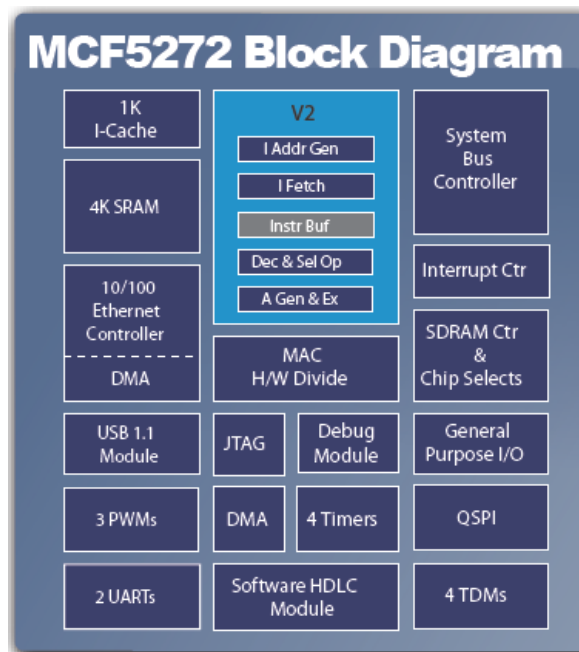 MCF5272 Block Diagram
1K
I-Cache
4K SRAM
10/100
Ethernet
Controller
DMA
USB 1.1
Module
3 PWMs
2 UARTs
V2
I Addr Gen
I Fetch
Instr Buf
Dec & Sel Op
A Gen & Ex
MAC
H/W Divide
JTAG
Debug
Module
DMA
4 Timers
Software HDLC
Module
System
Bus
Controller
Interrupt Ctr
SDRAM Ctr
&
Chip Selects
General
Purpose I/O
QSPI
4 TDMs